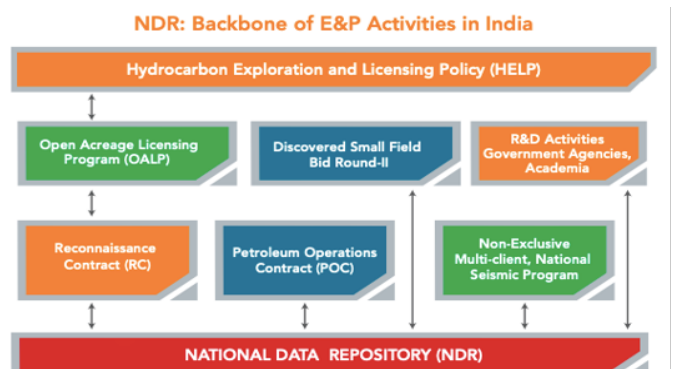 NDR: Backbone of E&P Activities in India
Hydrocarbon Exploration and Licensing Policy (HELP)
Open Acreage Licensing
Program (OALP)
Discovered Small Field
Bid Round-II
R&D Activities
Government Agencies,
Academia
Reconnaissance
Contract (RC)
Petroleum Operations
Contract (POC)
Non-Exclusive
Multi-client, National
Seismic Program
NATIONAL DATA REPOSITORY (NDR)